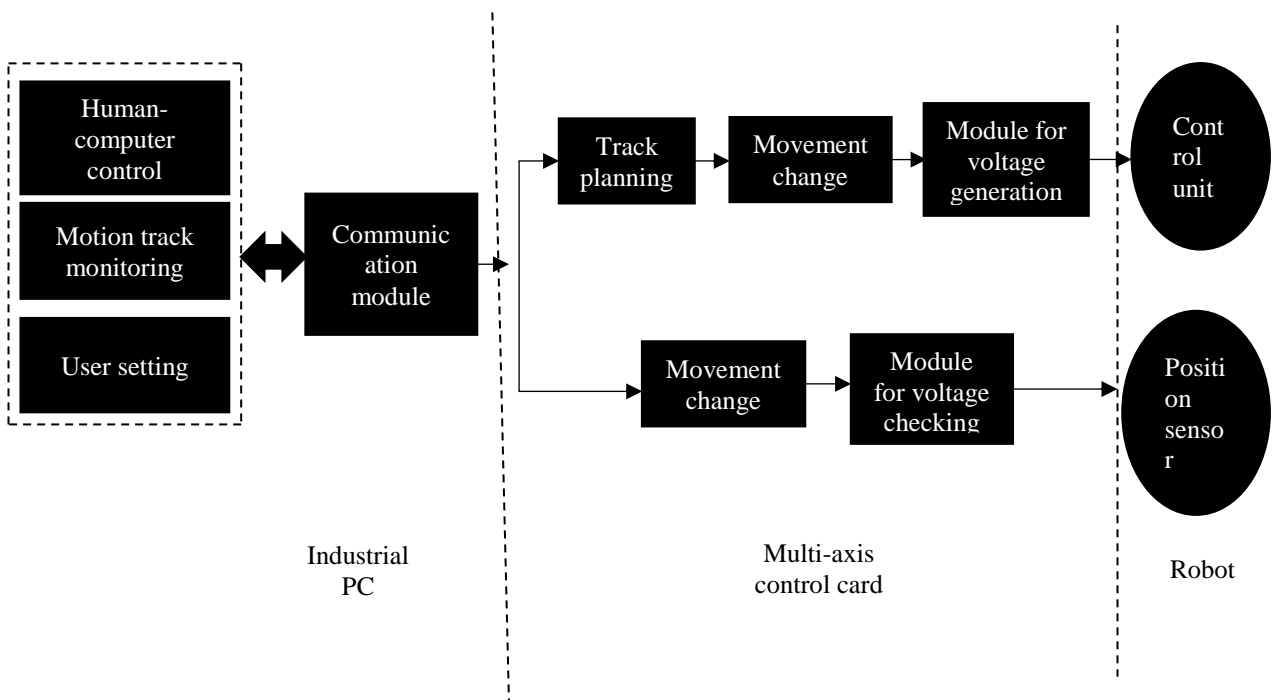 Human-
computer
control
Motion track
monitoring
User setting
Communic
ation
module
Track
planning
Movement
change
Module for
voltage
generation
Cont
rol
unit
Movement
change
Module
for voltage
checking
Positi
on
senso
r
Industrial
PC
Multi-axis
control card
Robot